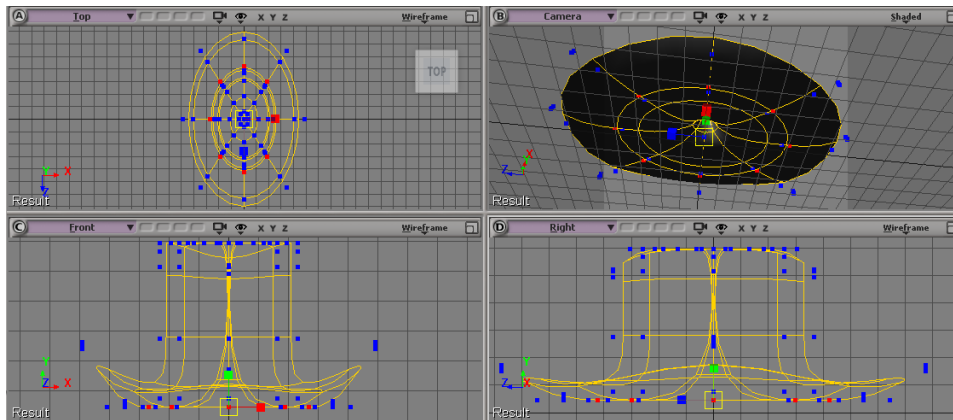 A Top X Y Z Wireframe
TOP
Y X
Z
Result
B Camera X Y Z Shaded
X
Z Y
Result
C Front X Y Z Wireframe
Y
Z X
Result
D Right X Y Z Wireframe
Y
Z X
Result